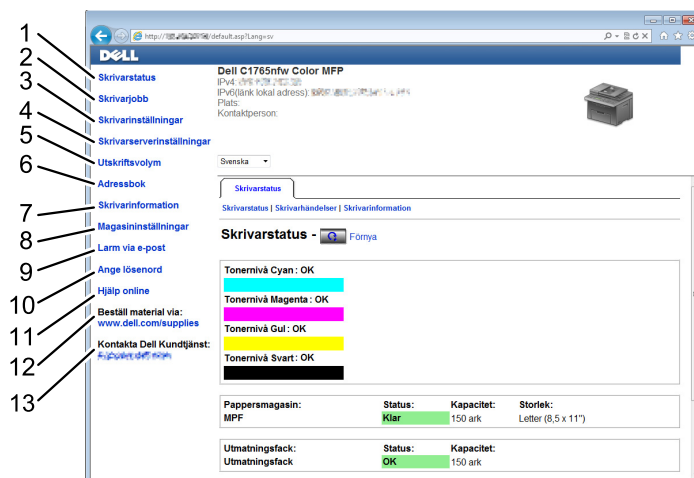 http://
/default.asp?Lang=sv
DELL
1
2
3
4
5
6
7
8
9
10
11
12
13
Skrivarstatus
Skrivarjobb
Skrivarinställningar
Skrivarserverinställningar
Utskriftsvolym
Adressbok
Skrivarinformation
Magasininställningar
Larm via e-post
Ange lösenord
Hjälp online
Beställ material via:
www.dell.com/supplies
Kontakta Dell Kundtjänst:
Dell C1765nfw Color MFP
IPv4:
IPv6(länk lokal adress):
Plats:
Kontaktperson:
Svenska
Skrivarstatus
Skrivarstatus | Skrivarhändelser | Skrivarinformation
Skrivarstatus - Förnya
Tonernivå Cyan : OK
Tonernivå Magenta : OK
Tonernivå Gul : OK
Tonernivå Svart : OK
Pappersmagasin: Status: Kapacitet: Storlek:
MPF Klar 150 ark Letter (8,5 x 11")
Utmatningsfack: Status: Kapacitet:
Utmatningsfack OK 150 ark